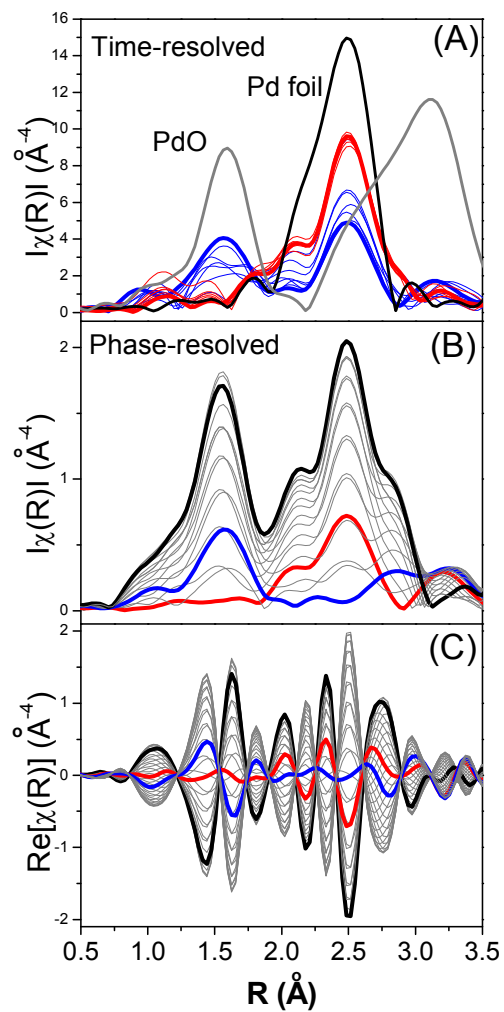 Time-resolved
(A)
Pd foil
PdO
|χ(R)| (Å⁻⁴)
16
14
12
10
8
6
4
2
0
Phase-resolved
(B)
|χ(R)| (Å⁻⁴)
2
1
0
(C)
Re[χ(R)] (Å⁻⁴)
2
1
0
-1
-2
0.5 1.0 1.5 2.0 2.5 3.0 3.5
R (Å)